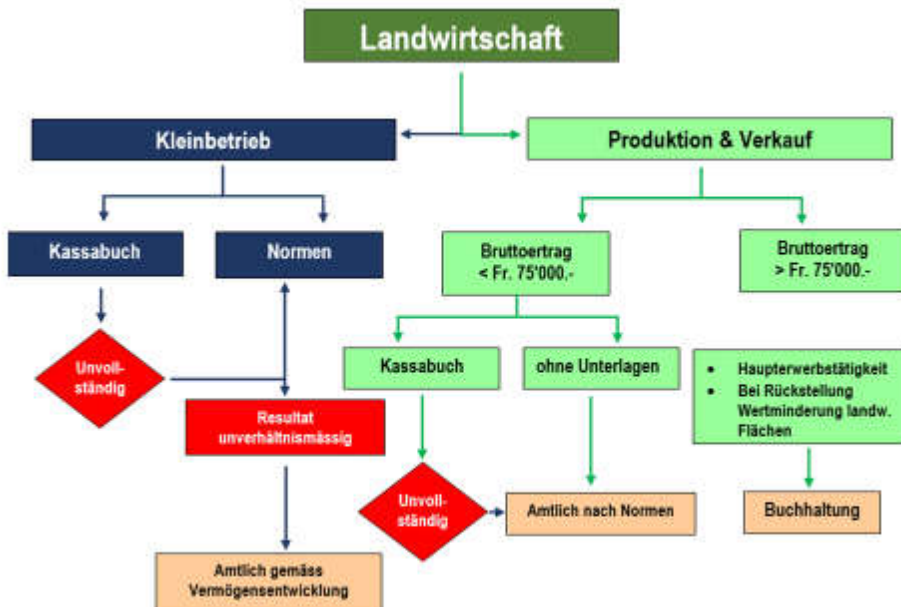 Landwirtschaft
Kleinbetrieb
Produktion & Verkauf
Kassabuch
Normen
Bruttoertrag
< Fr. 75'000.-
Bruttoertrag
> Fr. 75'000.-
Unvoll-
ständig
Kassabuch
ohne Unterlagen
• Haupterwerbstätigkeit
• Bei Rückstellung
Wertminderung landw.
Flächen
Resultat
unverhältnismässig
Unvoll-
ständig
Amtlich nach Normen
Buchhaltung
Amtlich gemäss
Vermögensentwicklung